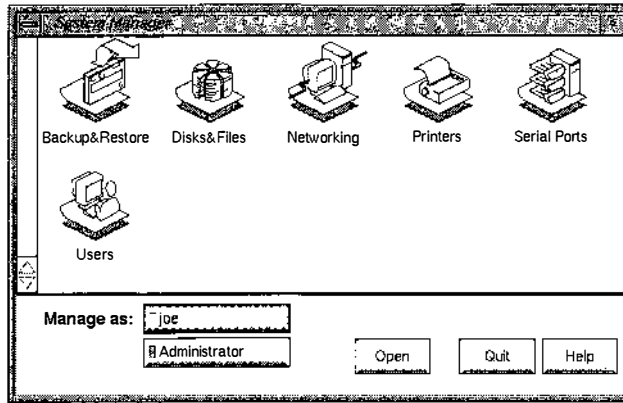 System Manager
Backup&Restore Disks&Files Networking Printers Serial Ports
Users
Manage as: joe
Administrator
Open Quit Help